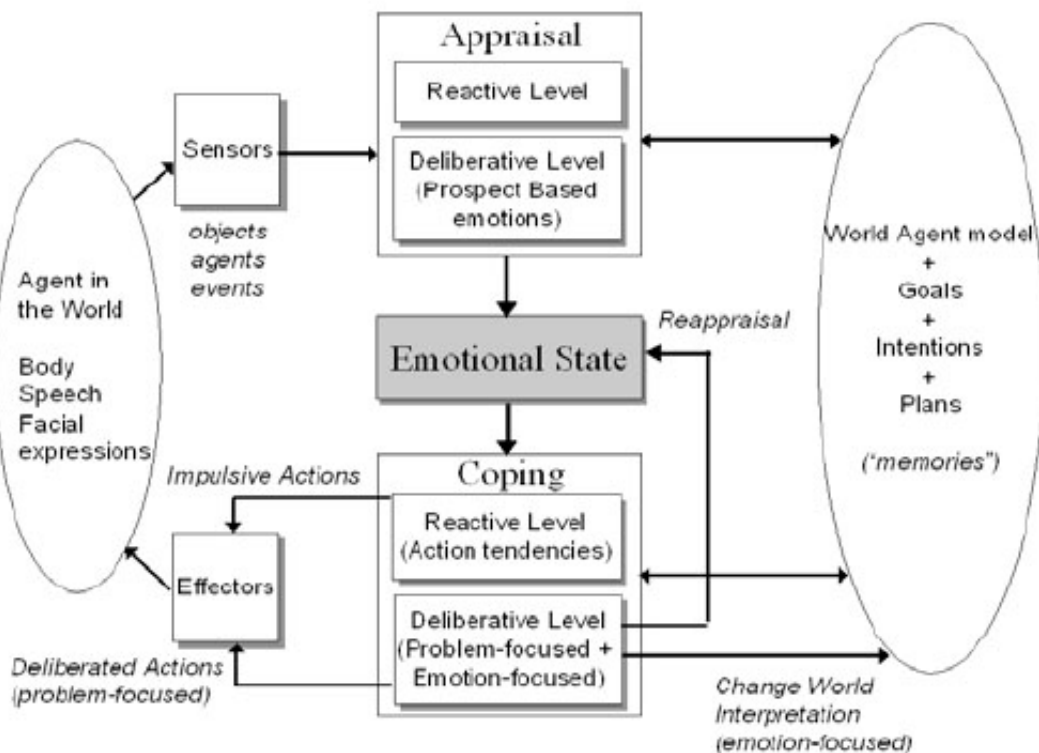 Appraisal
Reactive Level
Deliberative Level
(Prospect Based
emotions)
Sensors
objects
agents
events
Agent in
the World
Body
Speech
Facial
expressions
Emotional State
Reappraisal
World Agent model
+
Goals
+
Intentions
+
Plans
("memories")
Impulsive Actions
Coping
Reactive Level
(Action tendencies)
Effectors
Deliberative Level
(Problem-focused +
Emotion-focused)
Deliberated Actions
(problem-focused)
Change World
Interpretation
(emotion-focused)